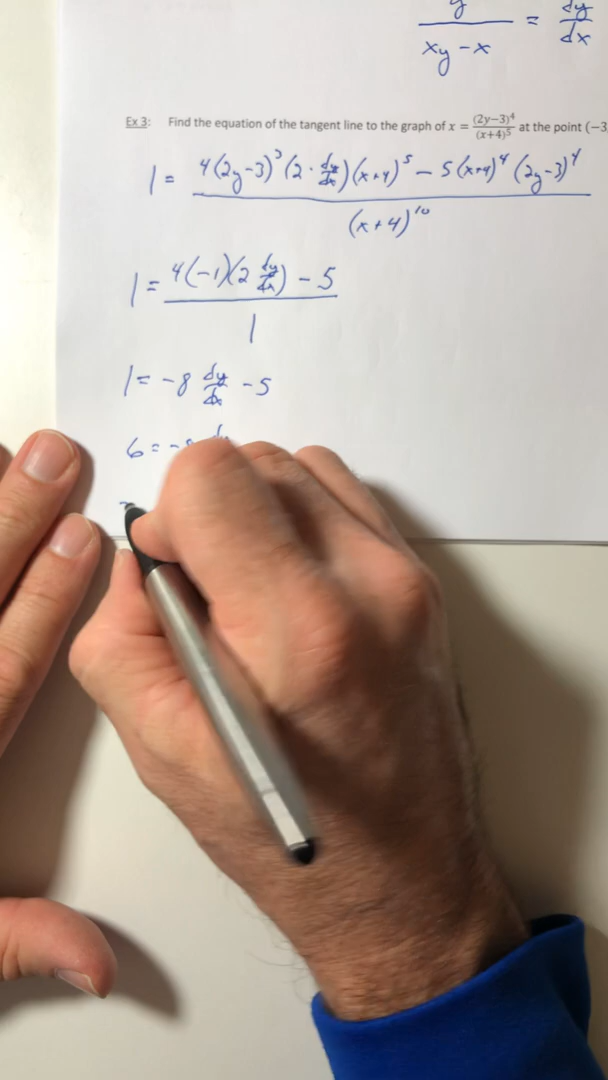 y/(xy - x) = dy/dx
Ex 3: Find the equation of the tangent line to the graph of x = (2y−3)^4/(x+4)^5 at the point (−3
1 = (4(2y-3)^3 (2 · dy/dx)(x+4)^5 - 5(x+4)^4 (2y-3)^4)/(x+4)^10
1 = (4(-1)(2 dy/dx) - 5)/1
1 = -8 dy/dx - 5
6 = -8